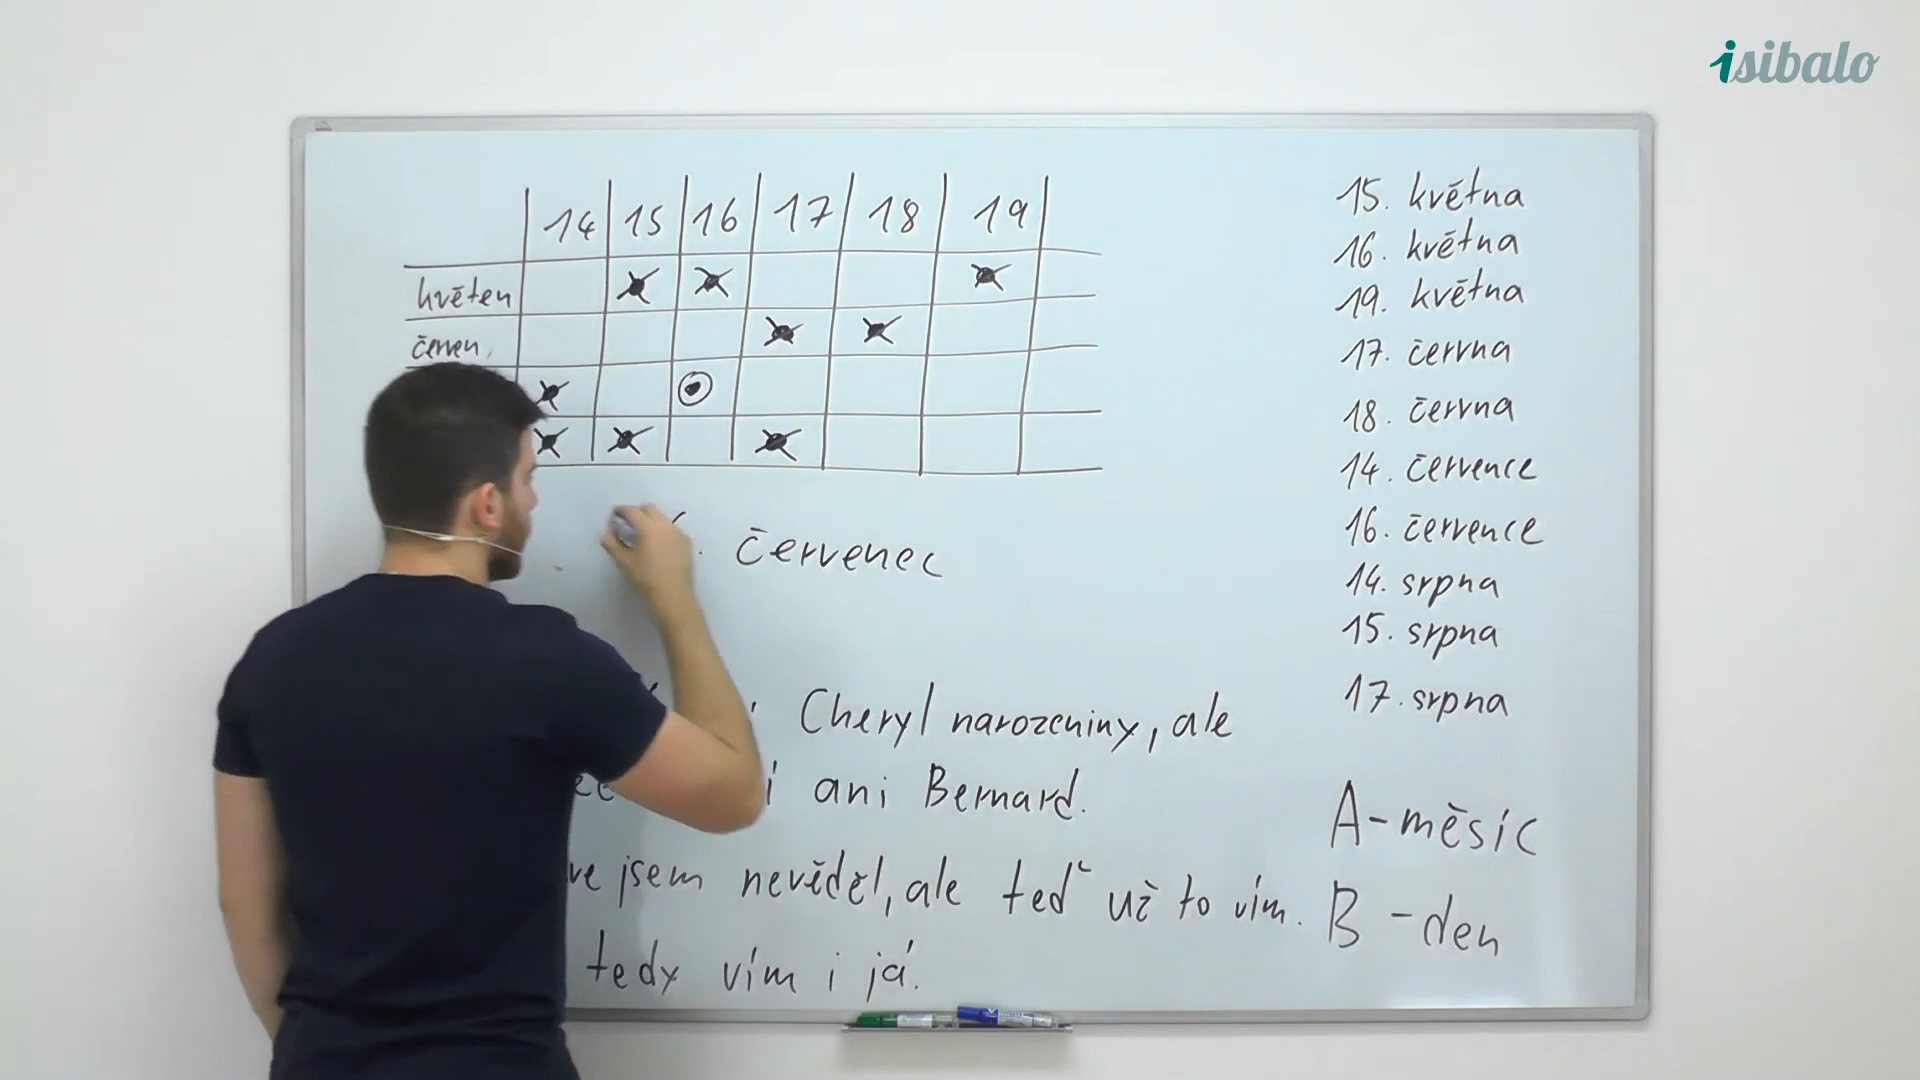 isibalo
14 15 16 17 18 19
květen
červen
červenec
Cheryl narozeniny, ale
ani Bernard.
jsem nevěděl, ale teď už to vím.
tedy vím i já.
15. května
16. května
19. května
17. června
18. června
14. července
16. července
14. srpna
15. srpna
17. srpna
A - měsíc
B - den